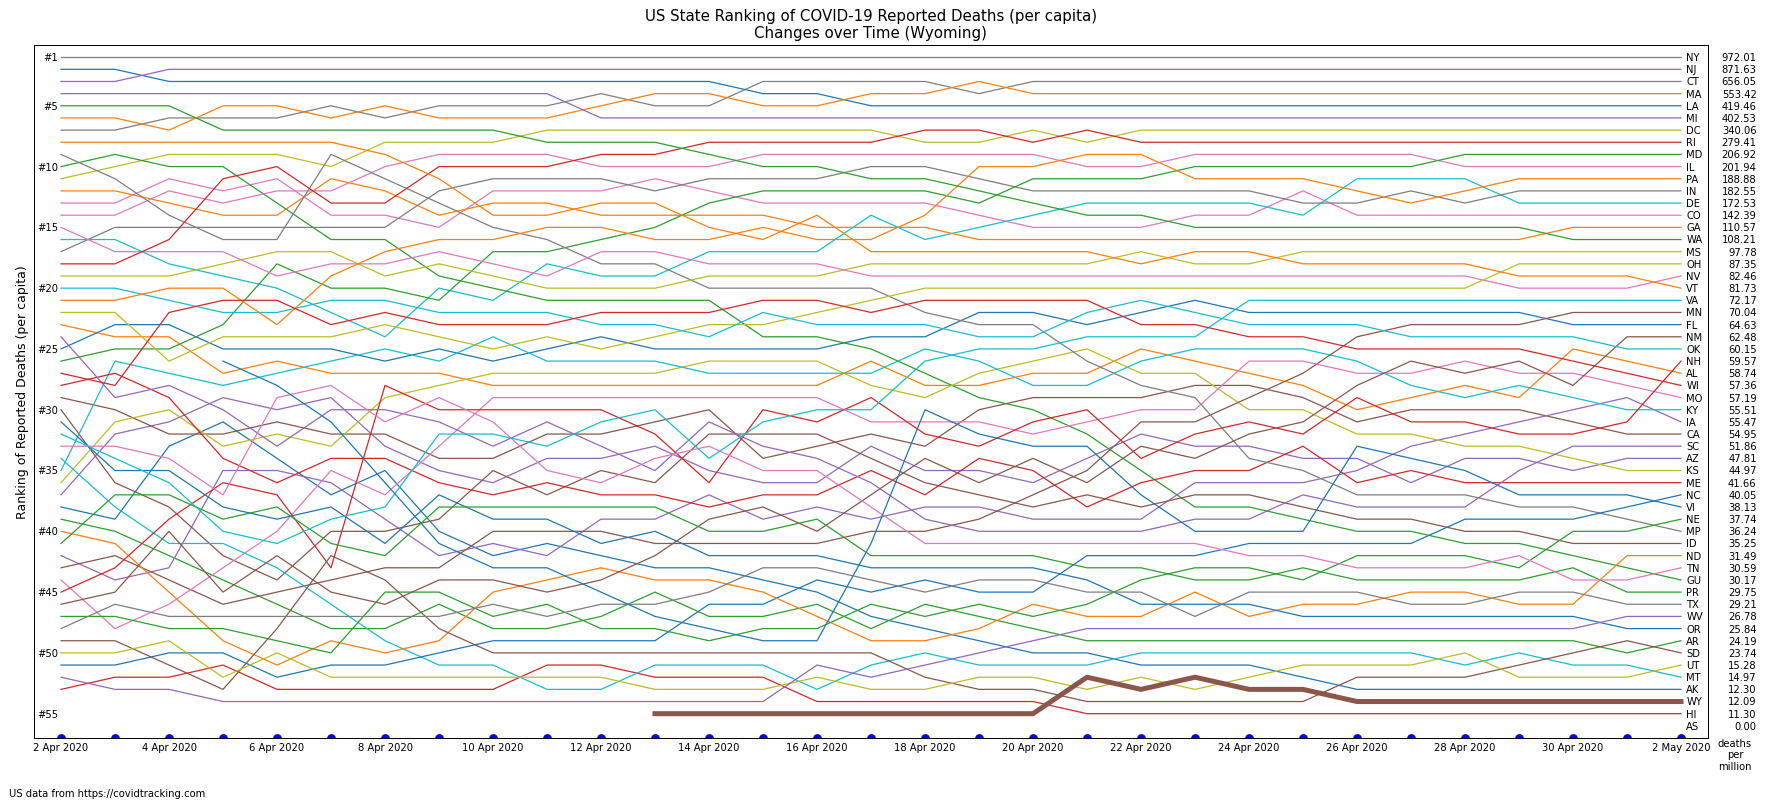 US State Ranking of COVID-19 Reported Deaths (per capita)
Changes over Time (Wyoming)
Ranking of Reported Deaths (per capita)
#1
#5
#10
#15
#20
#25
#30
#35
#40
#45
#50
#55
NY 972.01
NJ 871.63
CT 656.05
MA 553.42
LA 419.46
MI 402.53
DC 340.06
RI 279.41
MD 206.92
IL 201.94
PA 188.88
IN 182.55
DE 172.53
CO 142.39
GA 110.57
WA 108.21
MS 97.78
OH 87.35
NV 82.46
VT 81.73
VA 72.17
MN 70.04
FL 64.63
NM 62.48
OK 60.15
NH 59.57
AL 58.74
WI 57.36
MO 57.19
KY 55.51
IA 55.47
CA 54.95
SC 51.86
AZ 47.81
KS 44.97
ME 41.66
NC 40.05
VI 38.13
NE 37.74
MP 36.24
ID 35.25
ND 31.49
TN 30.59
GU 30.17
PR 29.75
TX 29.21
WV 26.78
OR 25.84
AR 24.19
SD 23.74
UT 15.28
MT 14.97
AK 12.30
WY 12.09
HI 11.30
AS 0.00
2 Apr 2020 4 Apr 2020 6 Apr 2020 8 Apr 2020 10 Apr 2020 12 Apr 2020 14 Apr 2020 16 Apr 2020 18 Apr 2020 20 Apr 2020 22 Apr 2020 24 Apr 2020 26 Apr 2020 28 Apr 2020 30 Apr 2020 2 May 2020
deaths
per
million
US data from https://covidtracking.com